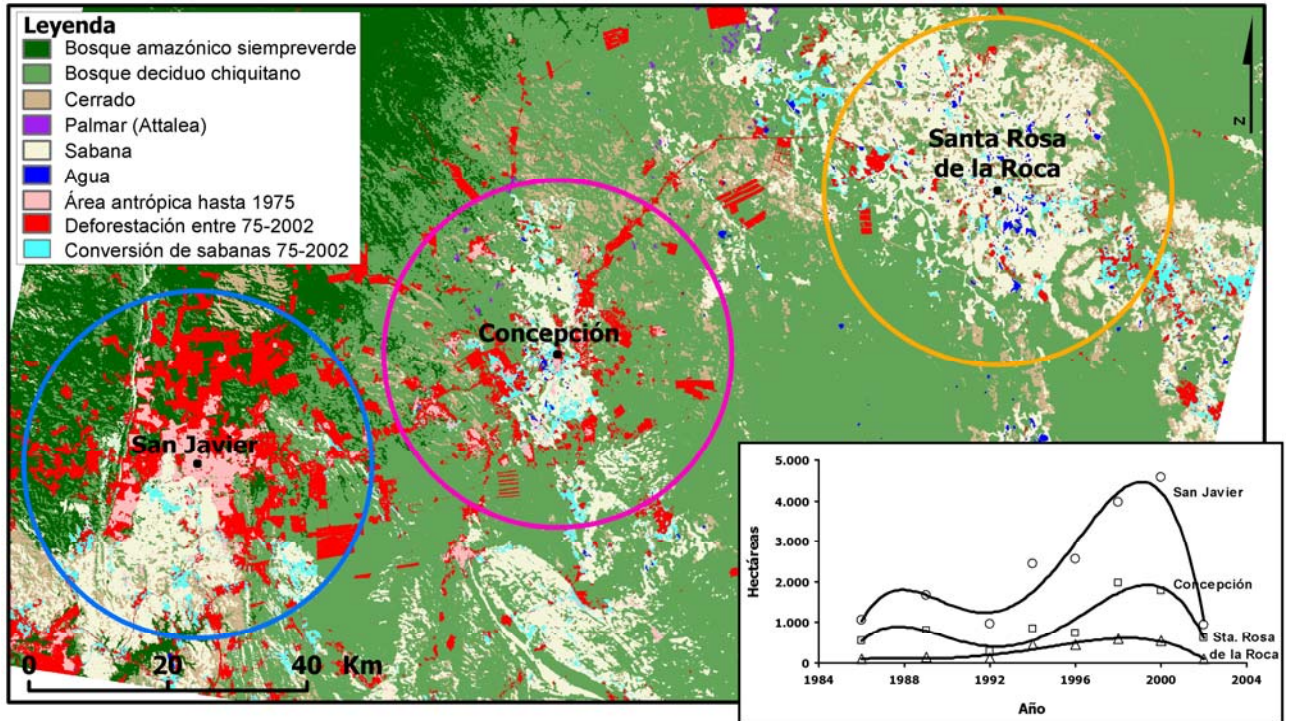 Leyenda
Bosque amazónico siempreverde
Bosque deciduo chiquitano
Cerrado
Palmar (Attalea)
Sabana
Agua
Área antrópica hasta 1975
Deforestación entre 75-2002
Conversión de sabanas 75-2002
N
Santa Rosa
de la Roca
Concepción
San Javier
0 20 40 Km
Hectáreas
5.000
4.000
3.000
2.000
1.000
0
1984 1988 1992 1996 2000 2004
Año
San Javier
Concepción
Sta. Rosa
de la Roca